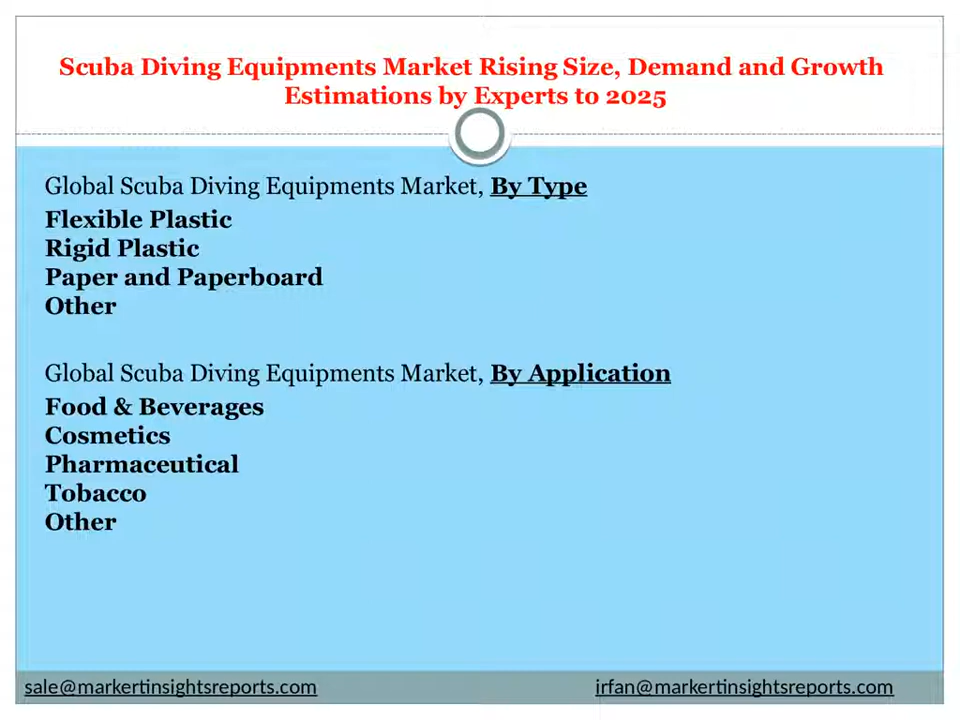 Scuba Diving Equipments Market Rising Size, Demand and Growth
Estimations by Experts to 2025
Global Scuba Diving Equipments Market, By Type
Flexible Plastic
Rigid Plastic
Paper and Paperboard
Other
Global Scuba Diving Equipments Market, By Application
Food & Beverages
Cosmetics
Pharmaceutical
Tobacco
Other
sale@markertinsightsreports.com
irfan@markertinsightsreports.com